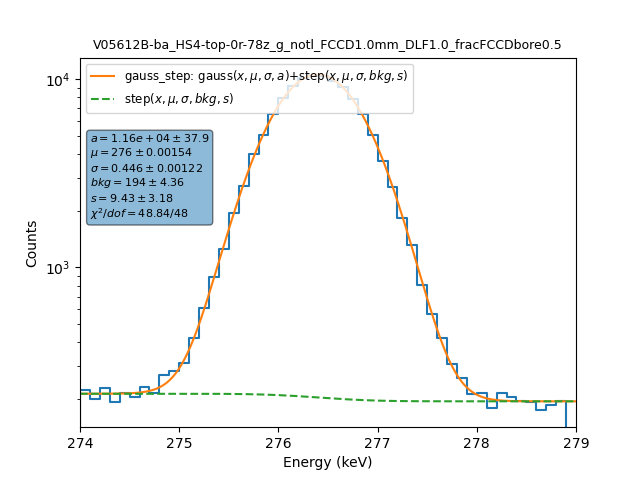 V05612B-ba_HS4-top-0r-78z_g_notl_FCCD1.0mm_DLF1.0_fracFCCDbore0.5
gauss_step: gauss(x, μ, σ, a)+step(x, μ, σ, bkg, s)
step(x, μ, σ, bkg, s)
a = 1.16e + 04 ± 37.9
μ = 276 ± 0.00154
σ = 0.446 ± 0.00122
bkg = 194 ± 4.36
s = 9.43 ± 3.18
χ²/dof = 48.84/48
10⁴
10³
Counts
274 275 276 277 278 279
Energy (keV)